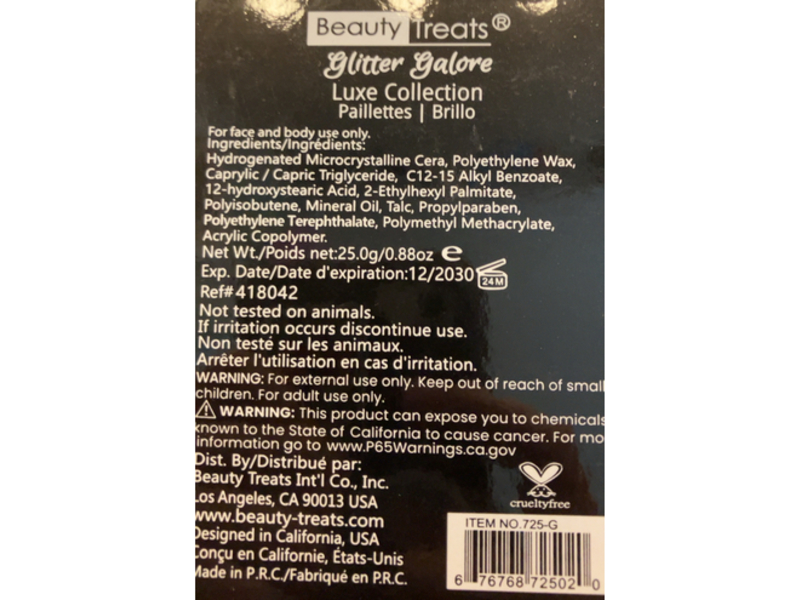 Beauty Treats®
Glitter Galore
Luxe Collection
Paillettes | Brillo
For face and body use only.
Ingredients/Ingrédients:
Hydrogenated Microcrystalline Cera, Polyethylene Wax,
Caprylic / Capric Triglyceride, C12-15 Alkyl Benzoate,
12-hydroxystearic Acid, 2-Ethylhexyl Palmitate,
Polyisobutene, Mineral Oil, Talc, Propylparaben,
Polyethylene Terephthalate, Polymethyl Methacrylate,
Acrylic Copolymer.
Net Wt./Poids net:25.0g/0.88oz ℮
Exp. Date/Date d'expiration:12/2030 24M
Ref# 418042
Not tested on animals.
If irritation occurs discontinue use.
Non testé sur les animaux.
Arrêter l'utilisation en cas d'irritation.
WARNING: For external use only. Keep out of reach of small
children. For adult use only.
⚠ WARNING: This product can expose you to chemicals
known to the State of California to cause cancer. For mo
information go to www.P65Warnings.ca.gov
Dist. By/Distribué par:
Beauty Treats Int'l Co., Inc.
Los Angeles, CA 90013 USA
www.beauty-treats.com
Designed in California, USA
Conçu en Californie, États-Unis
Made in P.R.C./Fabriqué en P.R.C.
crueltyfree
ITEM NO.725-G
6 76768 72502 0